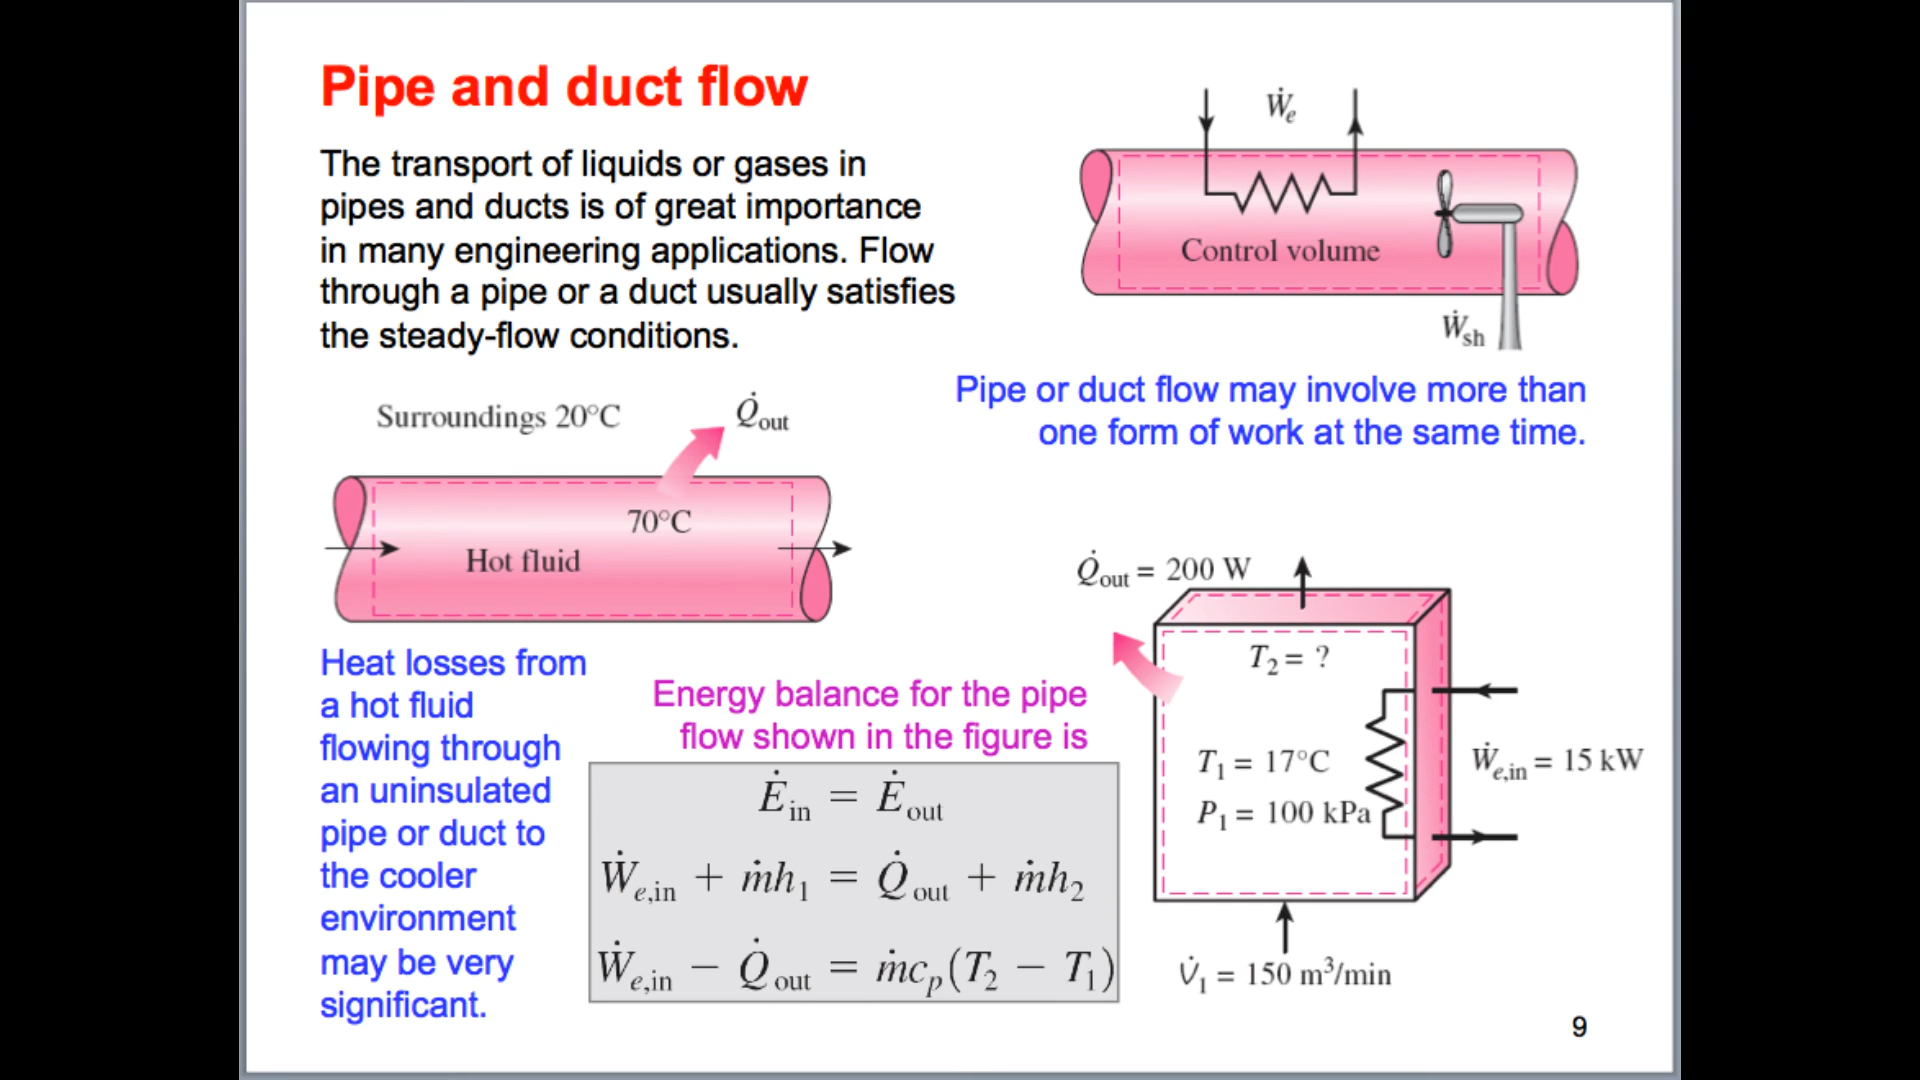 Pipe and duct flow
The transport of liquids or gases in
pipes and ducts is of great importance
in many engineering applications. Flow
through a pipe or a duct usually satisfies
the steady-flow conditions.
Ẇe
Control volume
Ẇsh
Pipe or duct flow may involve more than
one form of work at the same time.
Surroundings 20°C
Q̇out
70°C
Hot fluid
Heat losses from
a hot fluid
flowing through
an uninsulated
pipe or duct to
the cooler
environment
may be very
significant.
Energy balance for the pipe
flow shown in the figure is
Ėin = Ėout
Ẇe,in + ṁh1 = Q̇out + ṁh2
Ẇe,in − Q̇out = ṁcp(T2 − T1)
Q̇out = 200 W
T2 = ?
T1 = 17°C
P1 = 100 kPa
Ẇe,in = 15 kW
V̇1 = 150 m³/min
9